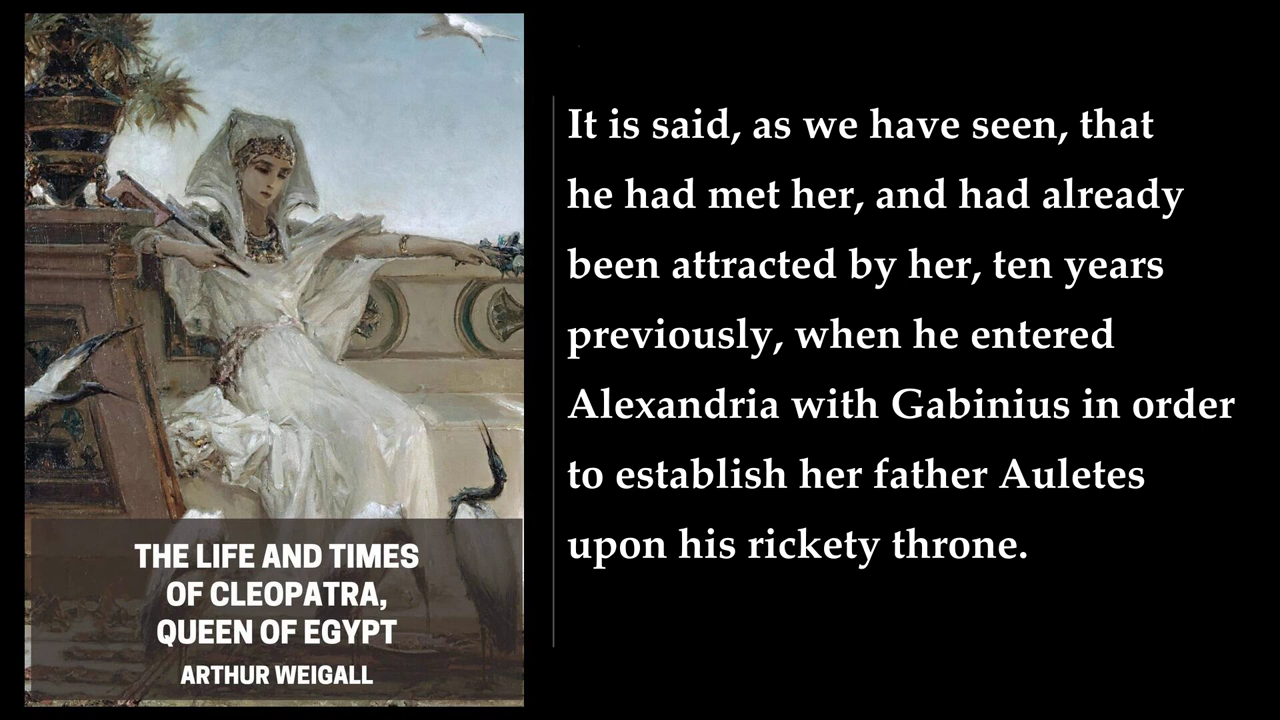 It is said, as we have seen, that
he had met her, and had already
been attracted by her, ten years
previously, when he entered
Alexandria with Gabinius in order
to establish her father Auletes
upon his rickety throne.
THE LIFE AND TIMES
OF CLEOPATRA,
QUEEN OF EGYPT
ARTHUR WEIGALL